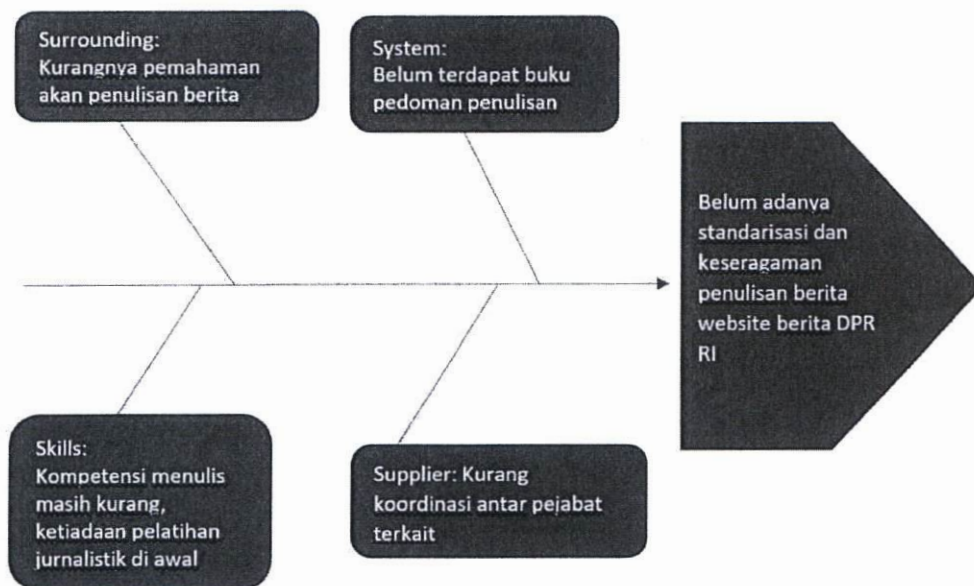 Surrounding:
Kurangnya pemahaman
akan penulisan berita
System:
Belum terdapat buku
pedoman penulisan
Belum adanya
standarisasi dan
keseragaman
penulisan berita
website berita DPR
RI
Skills:
Kompetensi menulis
masih kurang,
ketiadaan pelatihan
jurnalistik di awal
Supplier: Kurang
koordinasi antar pejabat
terkait